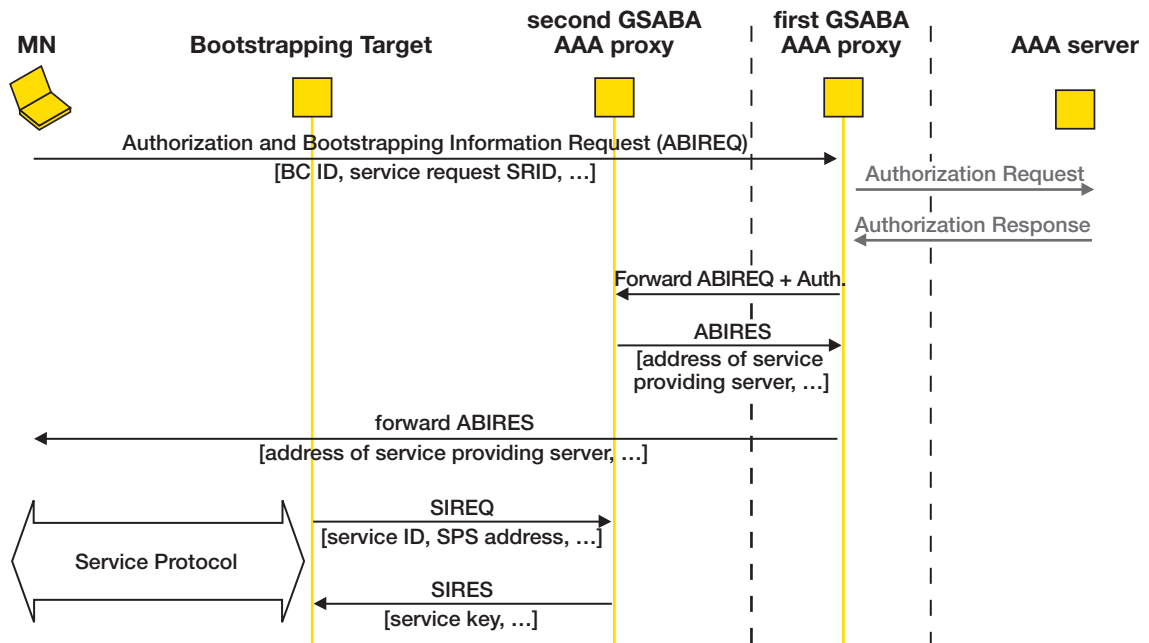 MN
Bootstrapping Target
second GSABA
AAA proxy
first GSABA
AAA proxy
AAA server
Authorization and Bootstrapping Information Request (ABIREQ)
[BC ID, service request SRID, …]
Authorization Request
Authorization Response
Forward ABIREQ + Auth.
ABIRES
[address of service
providing server, …]
forward ABIRES
[address of service providing server, …]
SIREQ
[service ID, SPS address, …]
Service Protocol
SIRES
[service key, …]